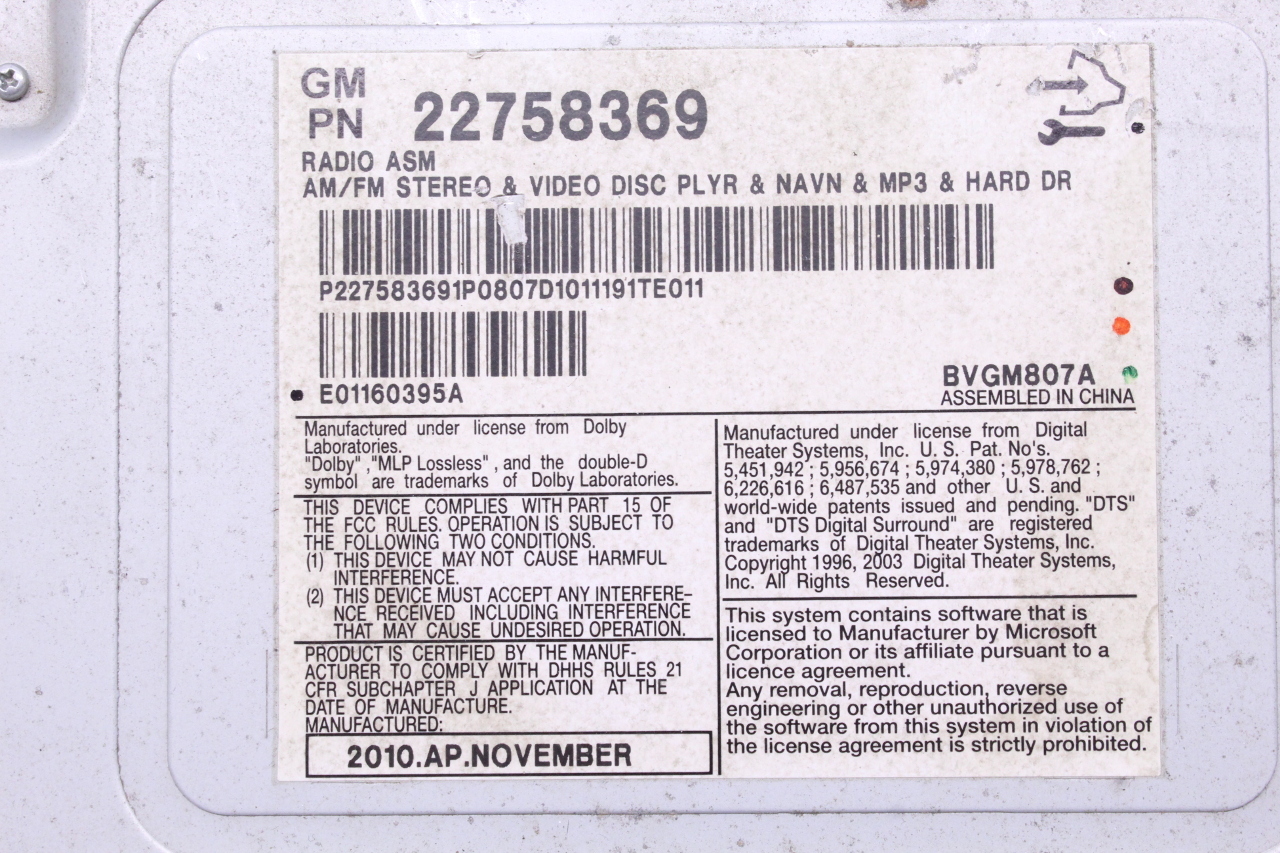 GM
PN 22758369
RADIO ASM
AM/FM STEREO & VIDEO DISC PLYR & NAVN & MP3 & HARD DR
P227583691P0807D1011191TE011
E01160395A
BVGM807A
ASSEMBLED IN CHINA
Manufactured under license from Dolby
Laboratories.
"Dolby" ,"MLP Lossless" , and the double-D
symbol are trademarks of Dolby Laboratories.
THIS DEVICE COMPLIES WITH PART 15 OF
THE FCC RULES. OPERATION IS SUBJECT TO
THE FOLLOWING TWO CONDITIONS.
(1) THIS DEVICE MAY NOT CAUSE HARMFUL
INTERFERENCE.
(2) THIS DEVICE MUST ACCEPT ANY INTERFERE-
NCE RECEIVED INCLUDING INTERFERENCE
THAT MAY CAUSE UNDESIRED OPERATION.
PRODUCT IS CERTIFIED BY THE MANUF-
ACTURER TO COMPLY WITH DHHS RULES 21
CFR SUBCHAPTER J APPLICATION AT THE
DATE OF MANUFACTURE.
MANUFACTURED:
2010.AP.NOVEMBER
Manufactured under license from Digital
Theater Systems, Inc. U.S. Pat. No's.
5,451,942 ; 5,956,674 ; 5,974,380 ; 5,978,762 ;
6,226,616 ; 6,487,535 and other U.S. and
world-wide patents issued and pending. "DTS"
and "DTS Digital Surround" are registered
trademarks of Digital Theater Systems, Inc.
Copyright 1996, 2003 Digital Theater Systems,
Inc. All Rights Reserved.
This system contains software that is
licensed to Manufacturer by Microsoft
Corporation or its affiliate pursuant to a
licence agreement.
Any removal, reproduction, reverse
engineering or other unauthorized use of
the software from this system in violation of
the license agreement is strictly prohibited.